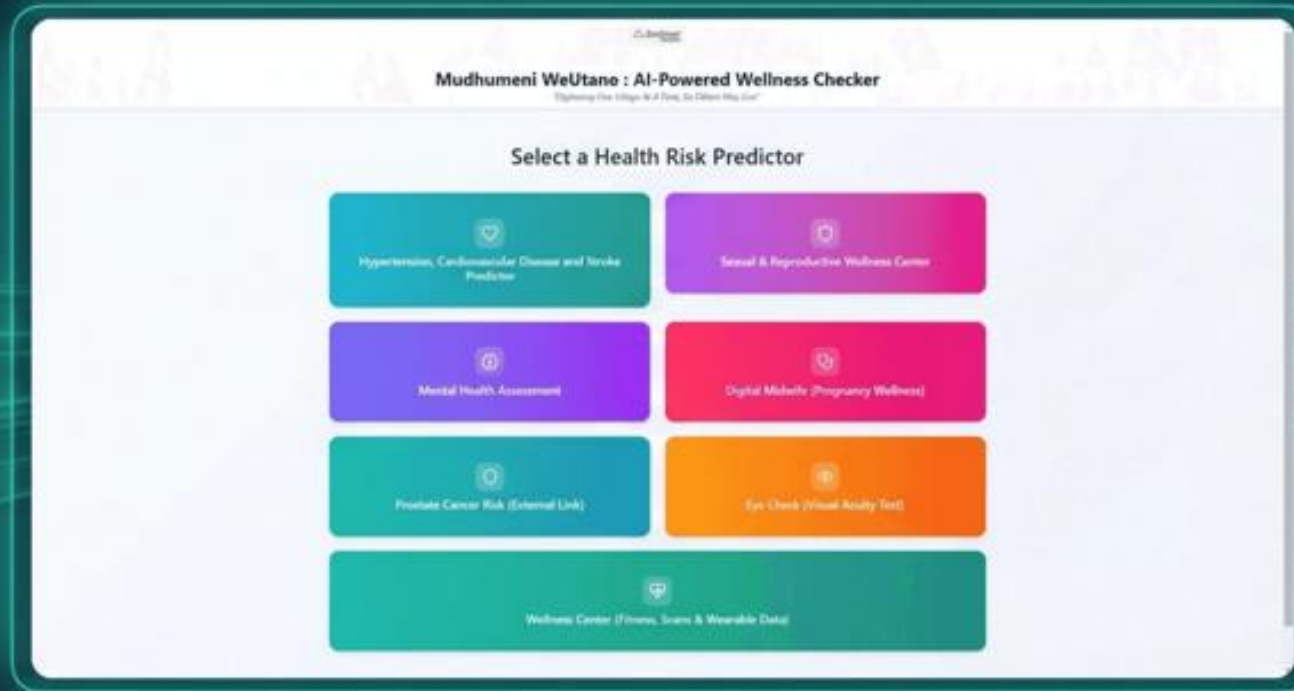 Mudhumeni WeUtano : AI-Powered Wellness Checker
Select a Health Risk Predictor
Hypertension, Cardiovascular Disease and Stroke
Predictor
Sexual & Reproductive Wellness Center
Mental Health Assessment
Digital Midwife (Pregnancy Wellness)
Prostate Cancer Risk (External Link)
Eye Check (Visual Acuity Test)
Wellness Center (Fitness, Scans & Wearable Data)